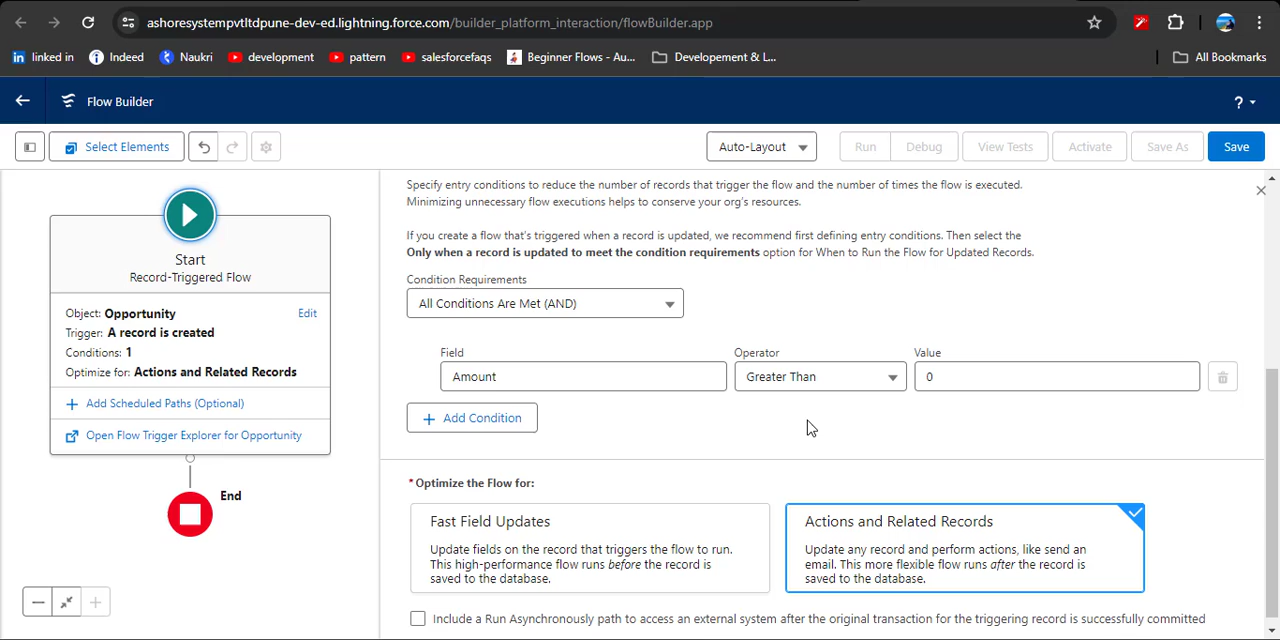 ashoresystempvtltdpune-dev-ed.lightning.force.com/builder_platform_interaction/flowBuilder.app
linked in Indeed Naukri development pattern salesforcefaqs Beginner Flows - Au... Developement & L... All Bookmarks
Flow Builder ?
Select Elements Auto-Layout Run Debug View Tests Activate Save As Save
Start
Record-Triggered Flow
Object: Opportunity Edit
Trigger: A record is created
Conditions: 1
Optimize for: Actions and Related Records
Add Scheduled Paths (Optional)
Open Flow Trigger Explorer for Opportunity
End
Specify entry conditions to reduce the number of records that trigger the flow and the number of times the flow is executed.
Minimizing unnecessary flow executions helps to conserve your org's resources.
If you create a flow that's triggered when a record is updated, we recommend first defining entry conditions. Then select the
Only when a record is updated to meet the condition requirements option for When to Run the Flow for Updated Records.
Condition Requirements
All Conditions Are Met (AND)
Field Operator Value
Amount Greater Than 0
Add Condition
* Optimize the Flow for:
Fast Field Updates
Update fields on the record that triggers the flow to run.
This high-performance flow runs before the record is
saved to the database.
Actions and Related Records
Update any record and perform actions, like send an
email. This more flexible flow runs after the record is
saved to the database.
Include a Run Asynchronously path to access an external system after the original transaction for the triggering record is successfully committed